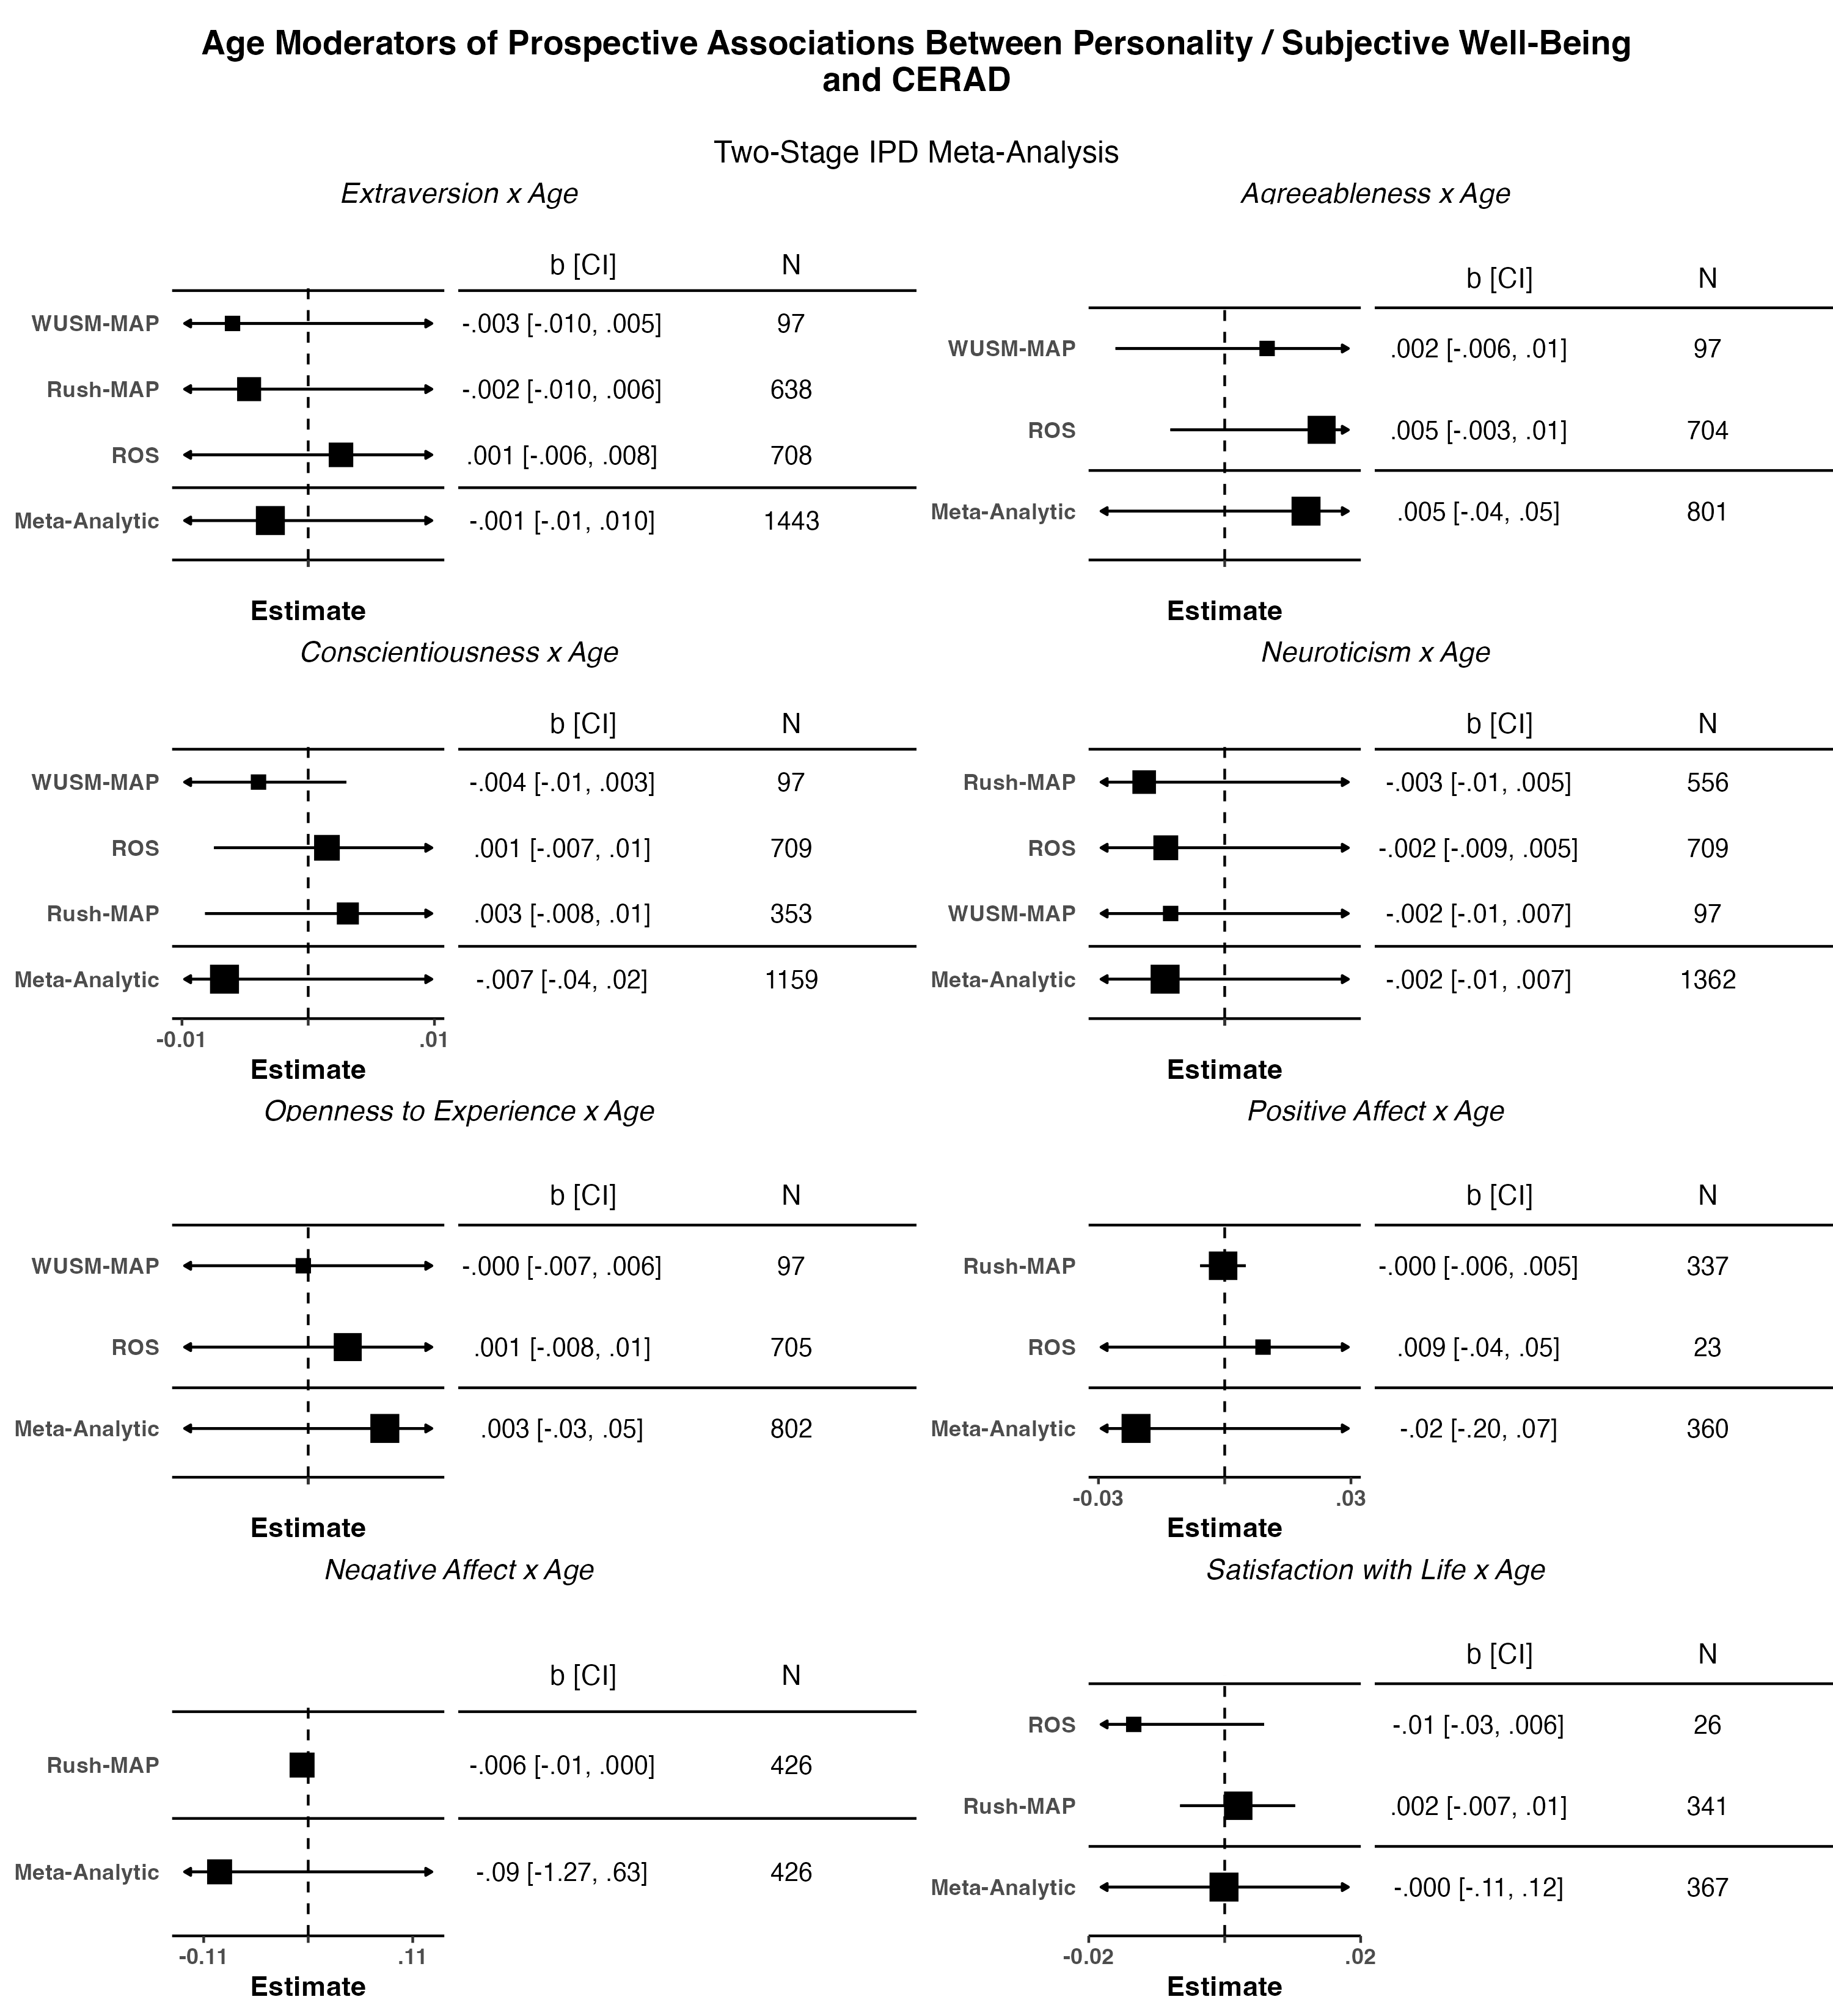 Age Moderators of Prospective Associations Between Personality / Subjective Well-Being
and CERAD
Two-Stage IPD Meta-Analysis
Extraversion x Age
b [CI] N
WUSM-MAP -.003 [-.010, .005] 97
Rush-MAP -.002 [-.010, .006] 638
ROS .001 [-.006, .008] 708
Meta-Analytic -.001 [-.01, .010] 1443
Estimate
Agreeableness x Age
b [CI] N
WUSM-MAP .002 [-.006, .01] 97
ROS .005 [-.003, .01] 704
Meta-Analytic .005 [-.04, .05] 801
Estimate
Conscientiousness x Age
b [CI] N
WUSM-MAP -.004 [-.01, .003] 97
ROS .001 [-.007, .01] 709
Rush-MAP .003 [-.008, .01] 353
Meta-Analytic -.007 [-.04, .02] 1159
-0.01 .01
Estimate
Neuroticism x Age
b [CI] N
Rush-MAP -.003 [-.01, .005] 556
ROS -.002 [-.009, .005] 709
WUSM-MAP -.002 [-.01, .007] 97
Meta-Analytic -.002 [-.01, .007] 1362
Estimate
Openness to Experience x Age
b [CI] N
WUSM-MAP -.000 [-.007, .006] 97
ROS .001 [-.008, .01] 705
Meta-Analytic .003 [-.03, .05] 802
Estimate
Positive Affect x Age
b [CI] N
Rush-MAP -.000 [-.006, .005] 337
ROS .009 [-.04, .05] 23
Meta-Analytic -.02 [-.20, .07] 360
-0.03 .03
Estimate
Negative Affect x Age
b [CI] N
Rush-MAP -.006 [-.01, .000] 426
Meta-Analytic -.09 [-1.27, .63] 426
-0.11 .11
Estimate
Satisfaction with Life x Age
b [CI] N
ROS -.01 [-.03, .006] 26
Rush-MAP .002 [-.007, .01] 341
Meta-Analytic -.000 [-.11, .12] 367
-0.02 .02
Estimate